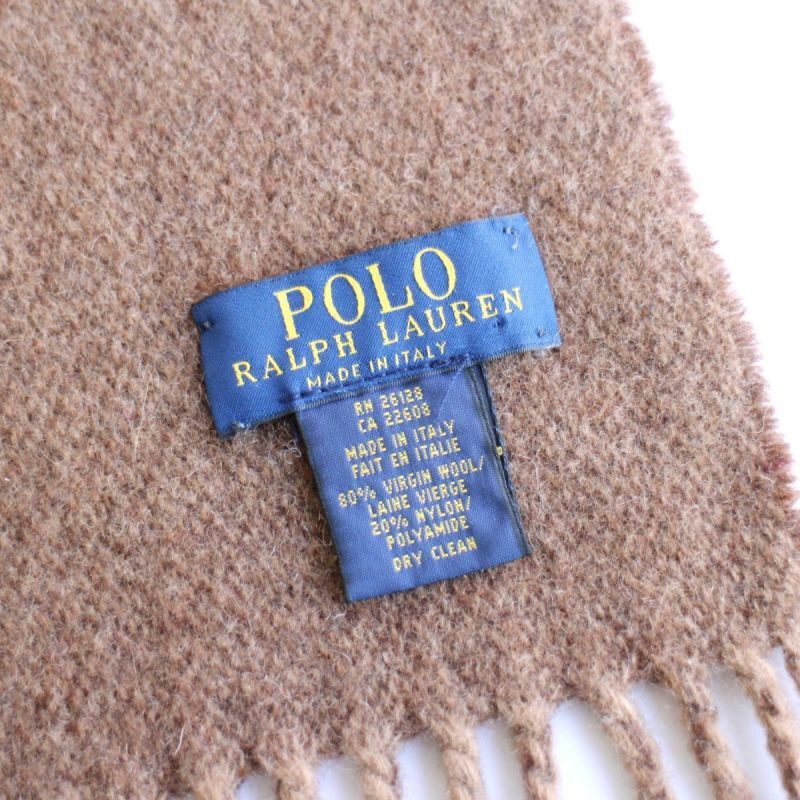 POLO
RALPH LAUREN
MADE IN ITALY
RN 26128
CA 22608
MADE IN ITALY
FAIT EN ITALIE
80% VIRGIN WOOL/
LAINE VIERGE
20% NYLON/
POLYAMIDE
DRY CLEAN